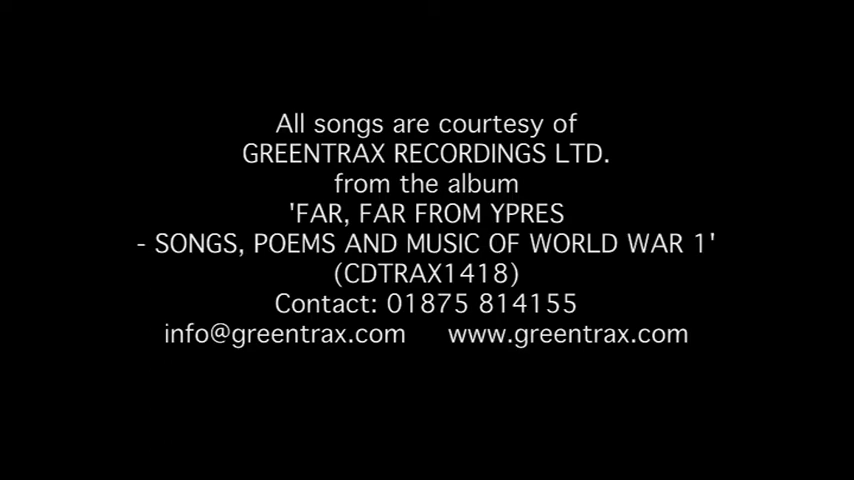 All songs are courtesy of
GREENTRAX RECORDINGS LTD.
from the album
'FAR, FAR FROM YPRES
- SONGS, POEMS AND MUSIC OF WORLD WAR 1'
(CDTRAX1418)
Contact: 01875 814155
info@greentrax.com www.greentrax.com